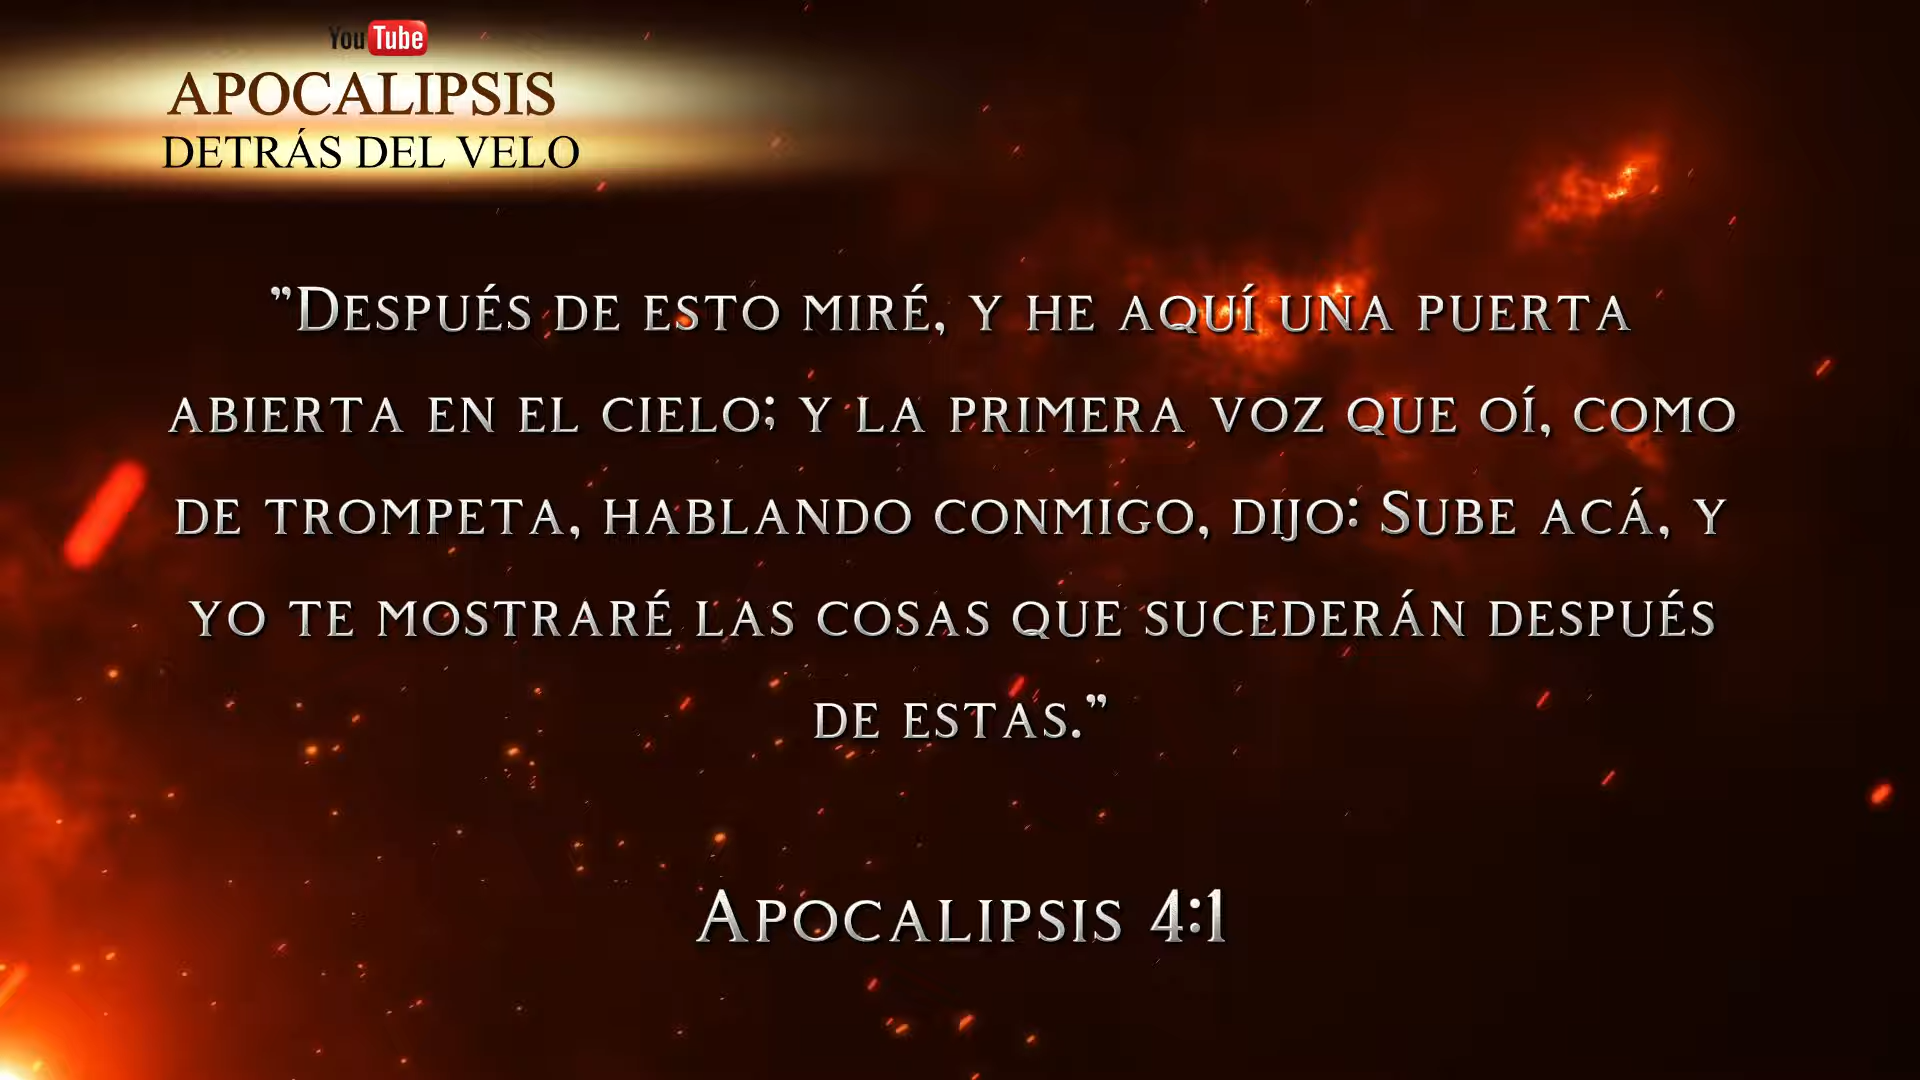 YouTube
APOCALIPSIS
DETRÁS DEL VELO
"Después de esto miré, y he aquí una puerta
abierta en el cielo; y la primera voz que oí, como
de trompeta, hablando conmigo, dijo: Sube acá, y
yo te mostraré las cosas que sucederán después
de estas."
Apocalipsis 4:1